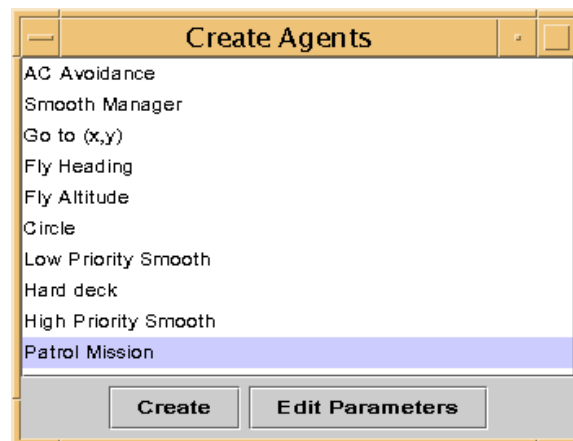 Create Agents
AC Avoidance
Smooth Manager
Go to (x,y)
Fly Heading
Fly Altitude
Circle
Low Priority Smooth
Hard deck
High Priority Smooth
Patrol Mission
Create Edit Parameters